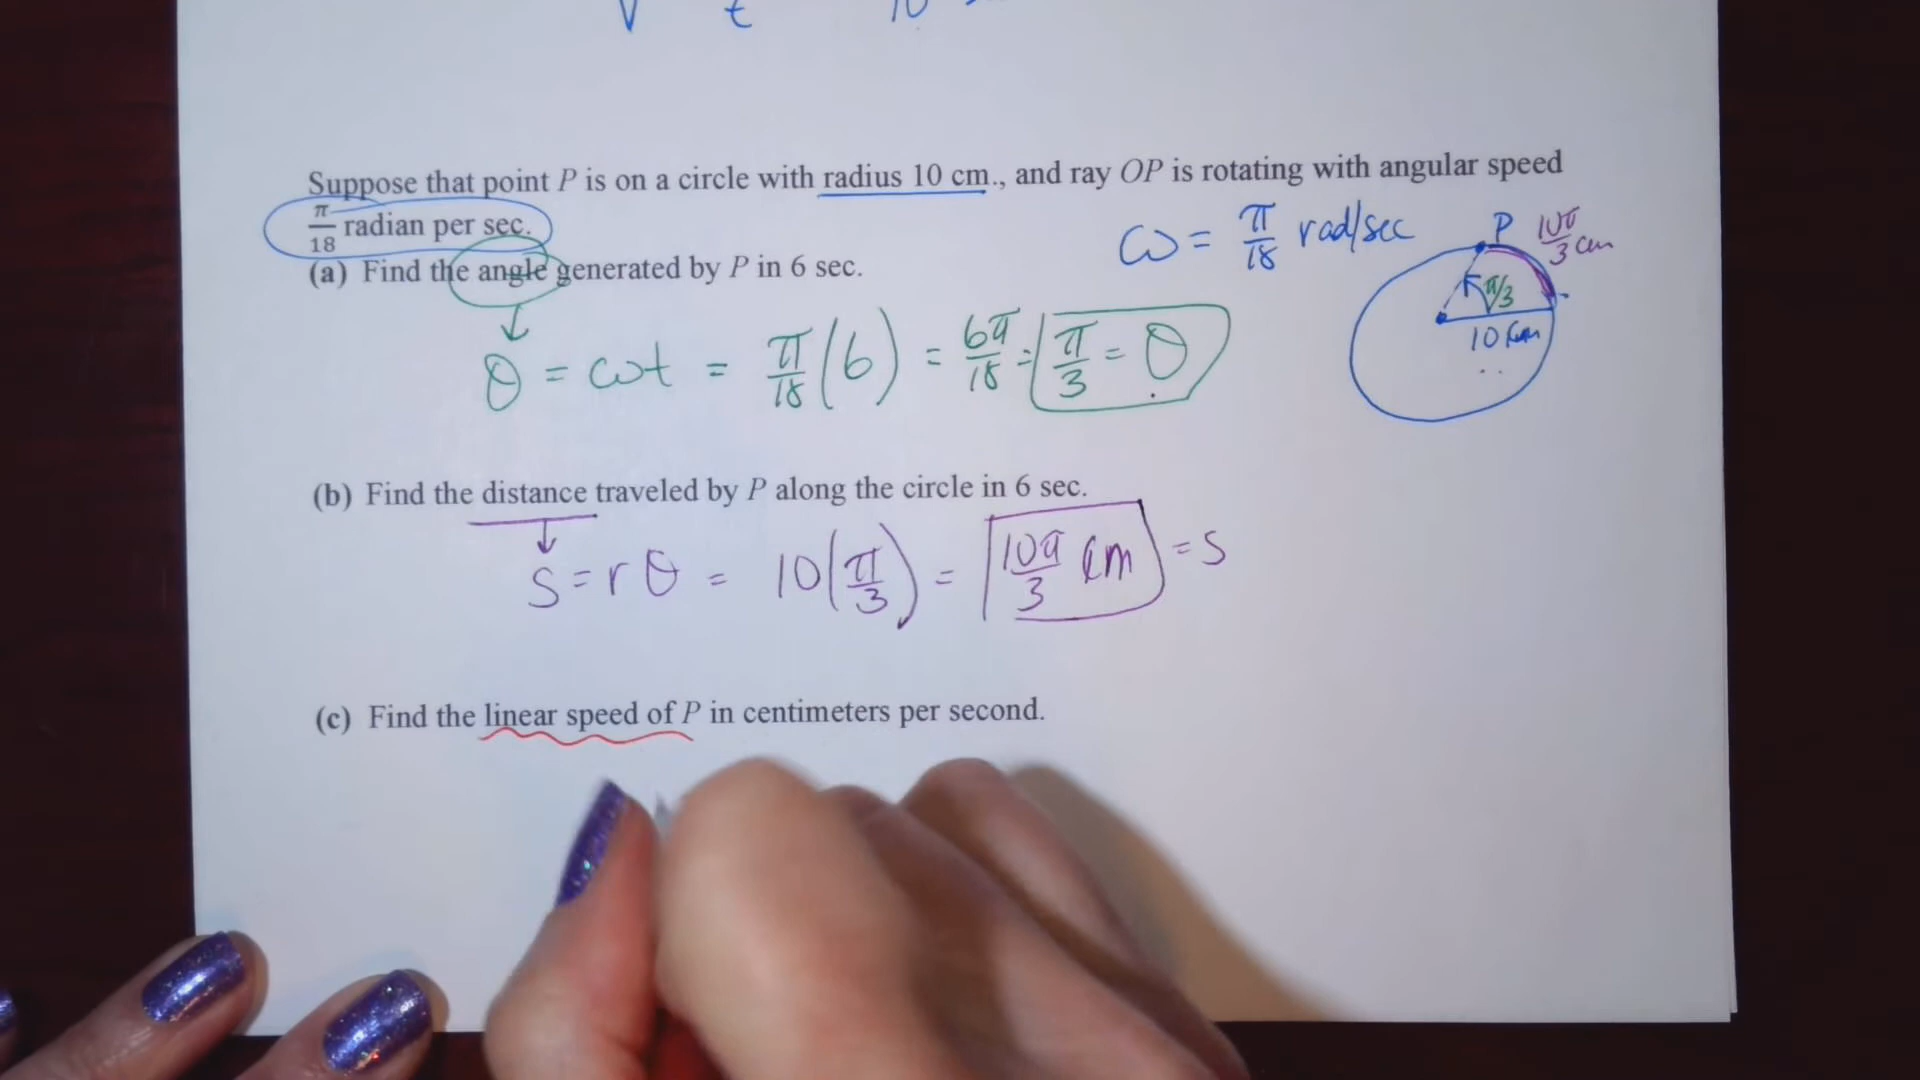 Suppose that point P is on a circle with radius 10 cm., and ray OP is rotating with angular speed
π/18 radian per sec.
ω = π/18 rad/sec
P 10π/3 cm
π/3
10 cm
(a) Find the angle generated by P in 6 sec.
θ = ωt = π/18 (6) = 6π/18 = π/3 = θ
(b) Find the distance traveled by P along the circle in 6 sec.
s = rθ = 10(π/3) = 10π/3 cm = s
(c) Find the linear speed of P in centimeters per second.